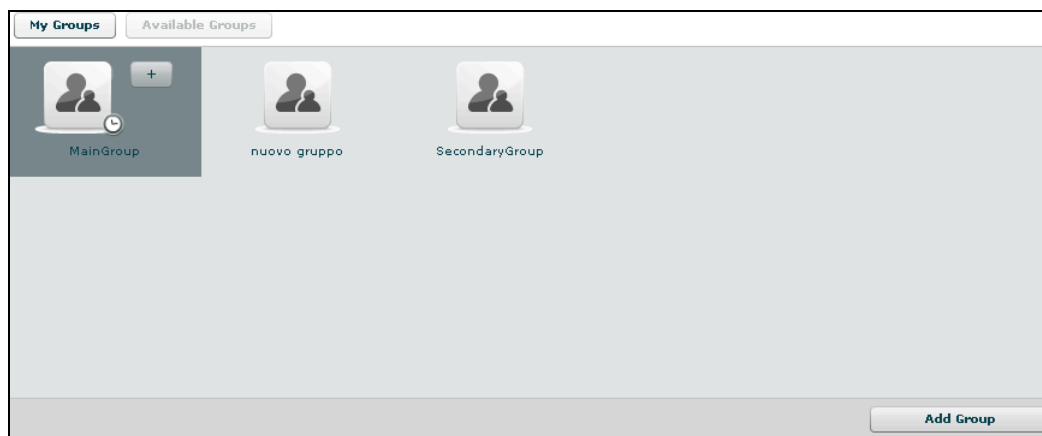 My Groups
Available Groups
+
MainGroup
nuovo gruppo
SecondaryGroup
Add Group